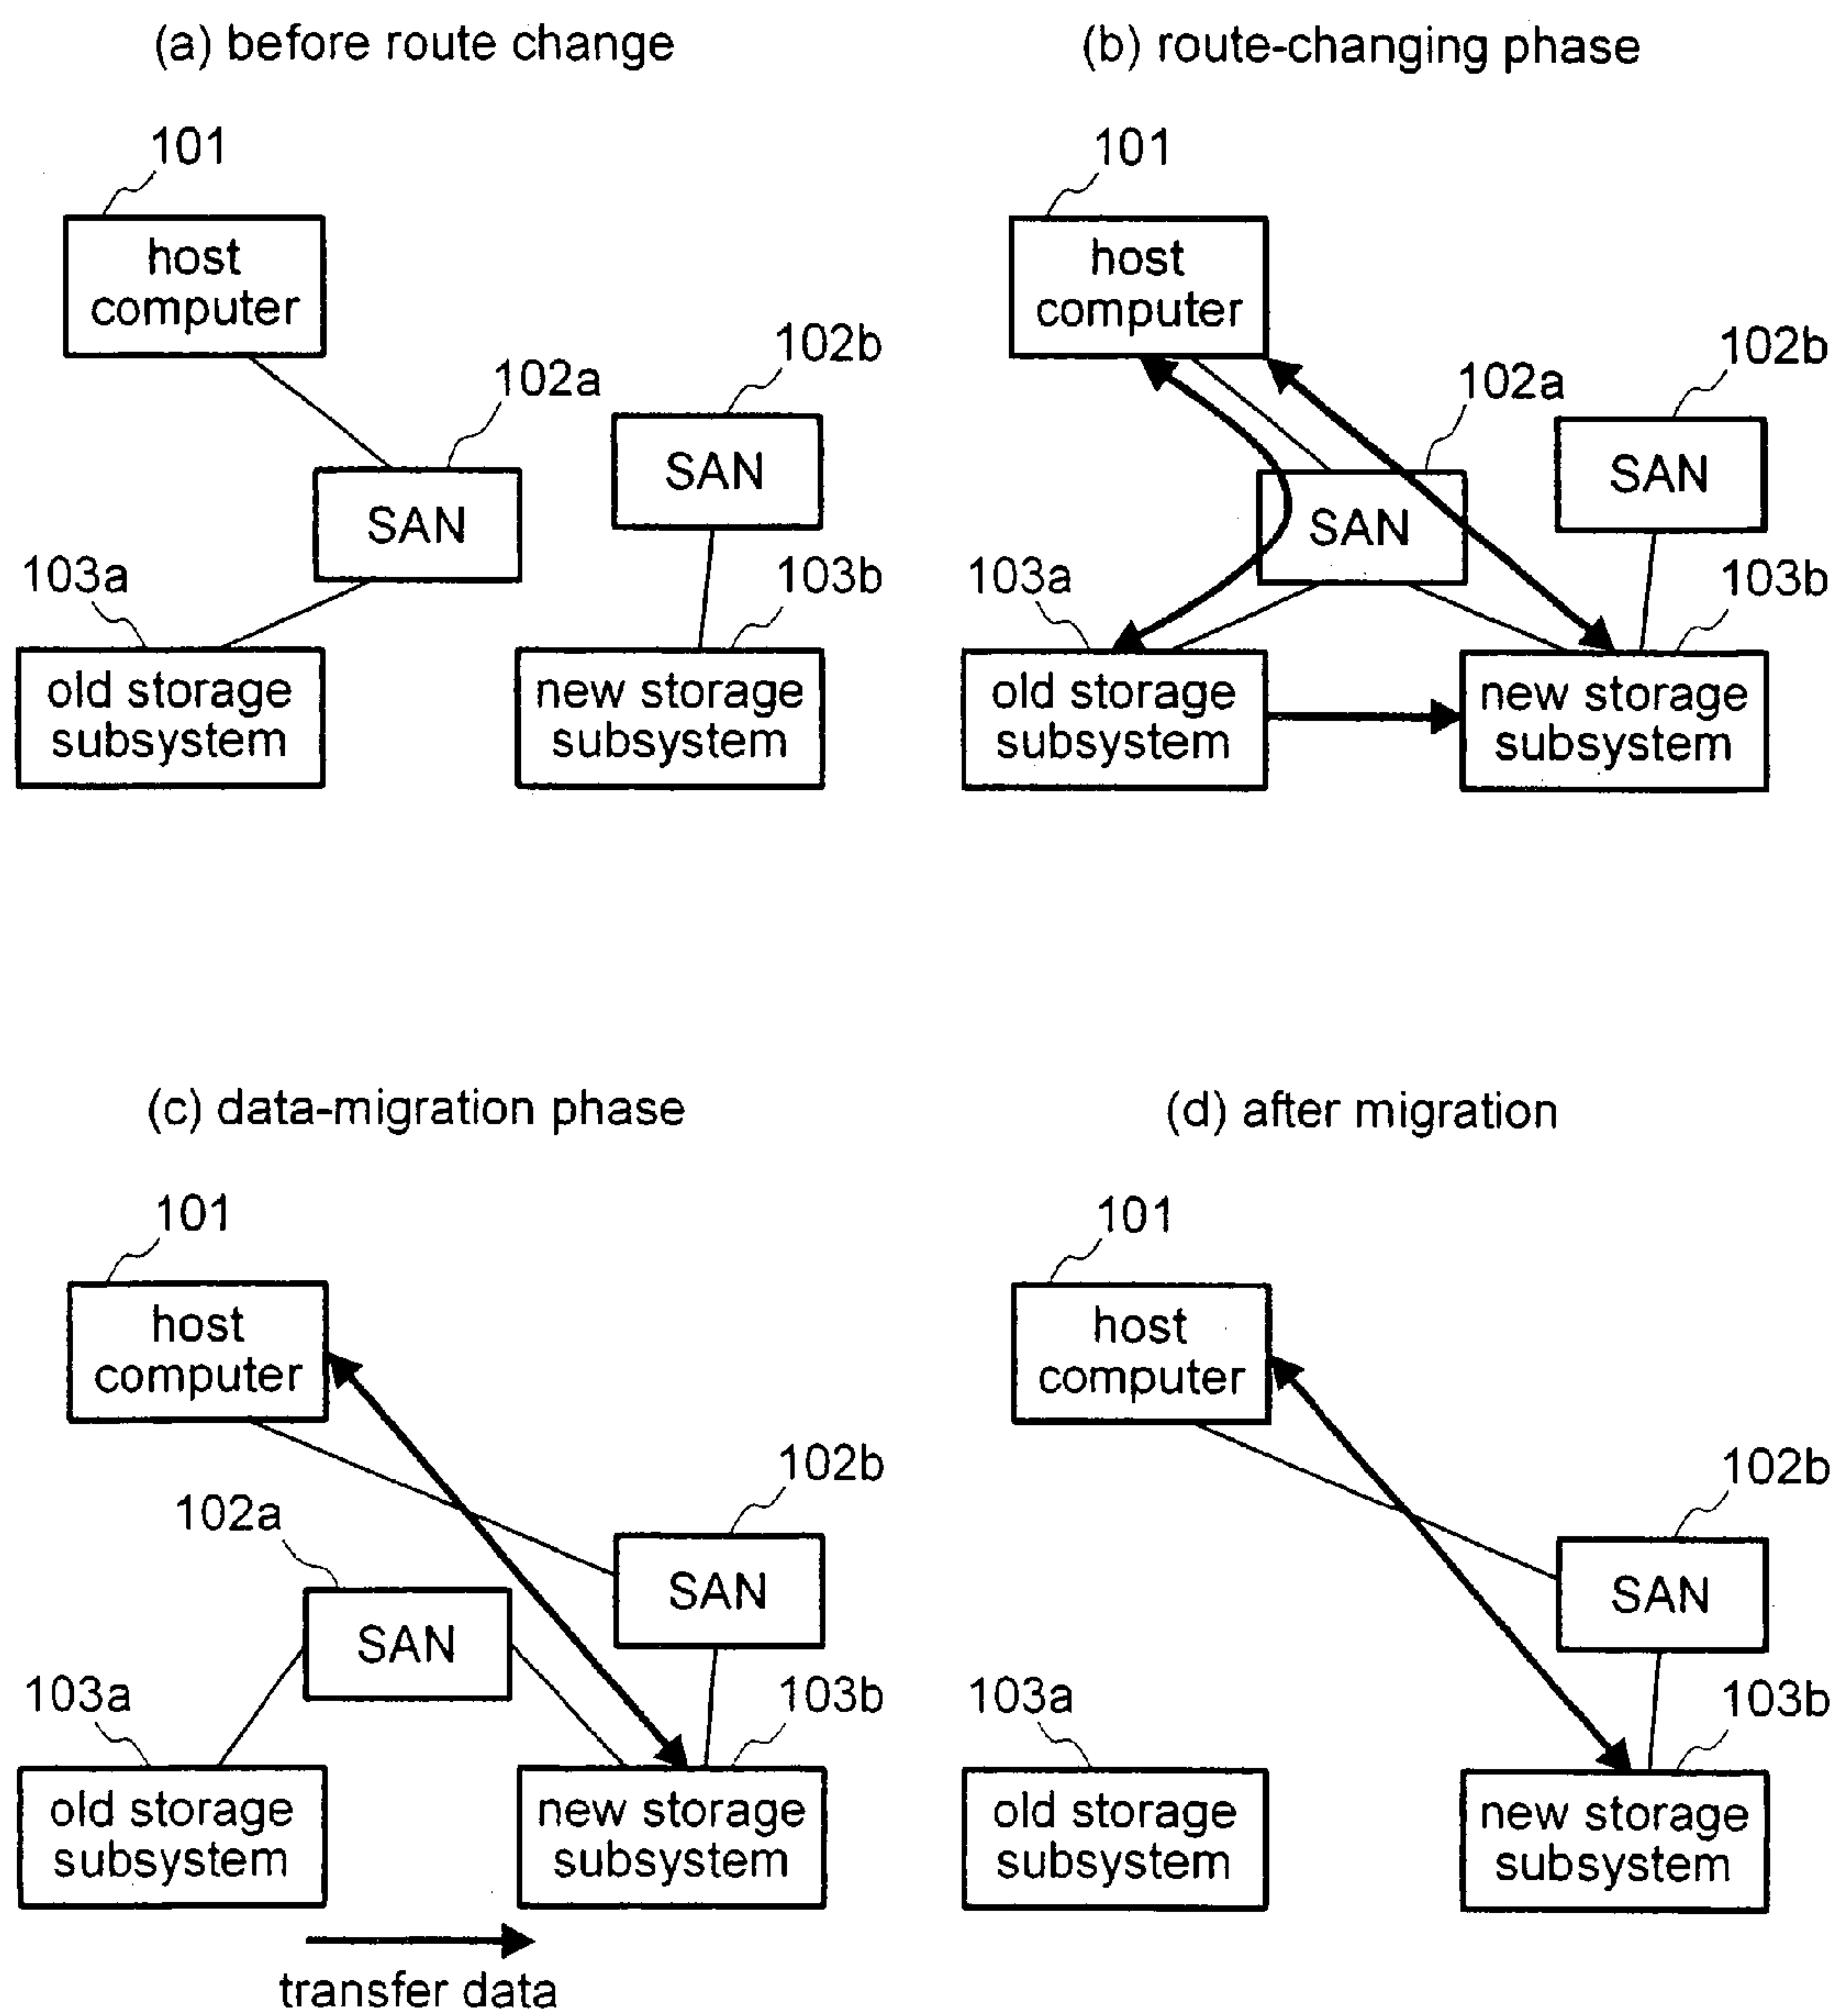 (a) before route change
101
host
computer
102b
102a
SAN
SAN
103a
103b
old storage
subsystem
new storage
subsystem
(b) route-changing phase
101
host
computer
102b
102a
SAN
SAN
103a
103b
old storage
subsystem
new storage
subsystem
(c) data-migration phase
101
host
computer
102b
102a
SAN
SAN
103a
103b
old storage
subsystem
new storage
subsystem
transfer data
(d) after migration
101
host
computer
102b
SAN
103a
103b
old storage
subsystem
new storage
subsystem